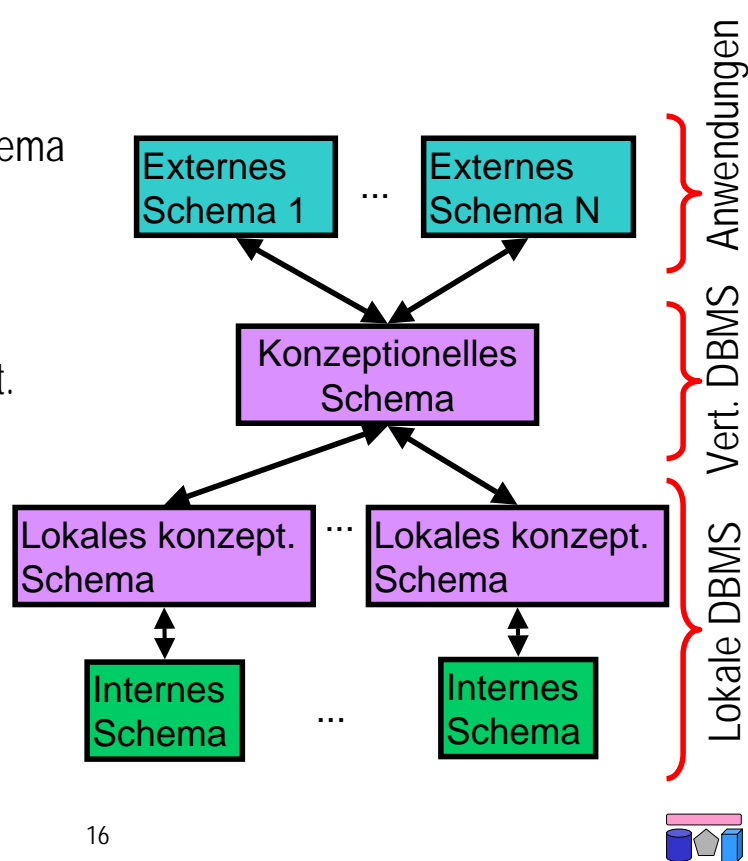 ema
Externes
Schema 1
...
Externes
Schema N
Anwendungen
t.
Konzeptionelles
Schema
Vert. DBMS
Lokales konzept.
Schema
...
Lokales konzept.
Schema
Internes
Schema
...
Internes
Schema
Lokale DBMS
16